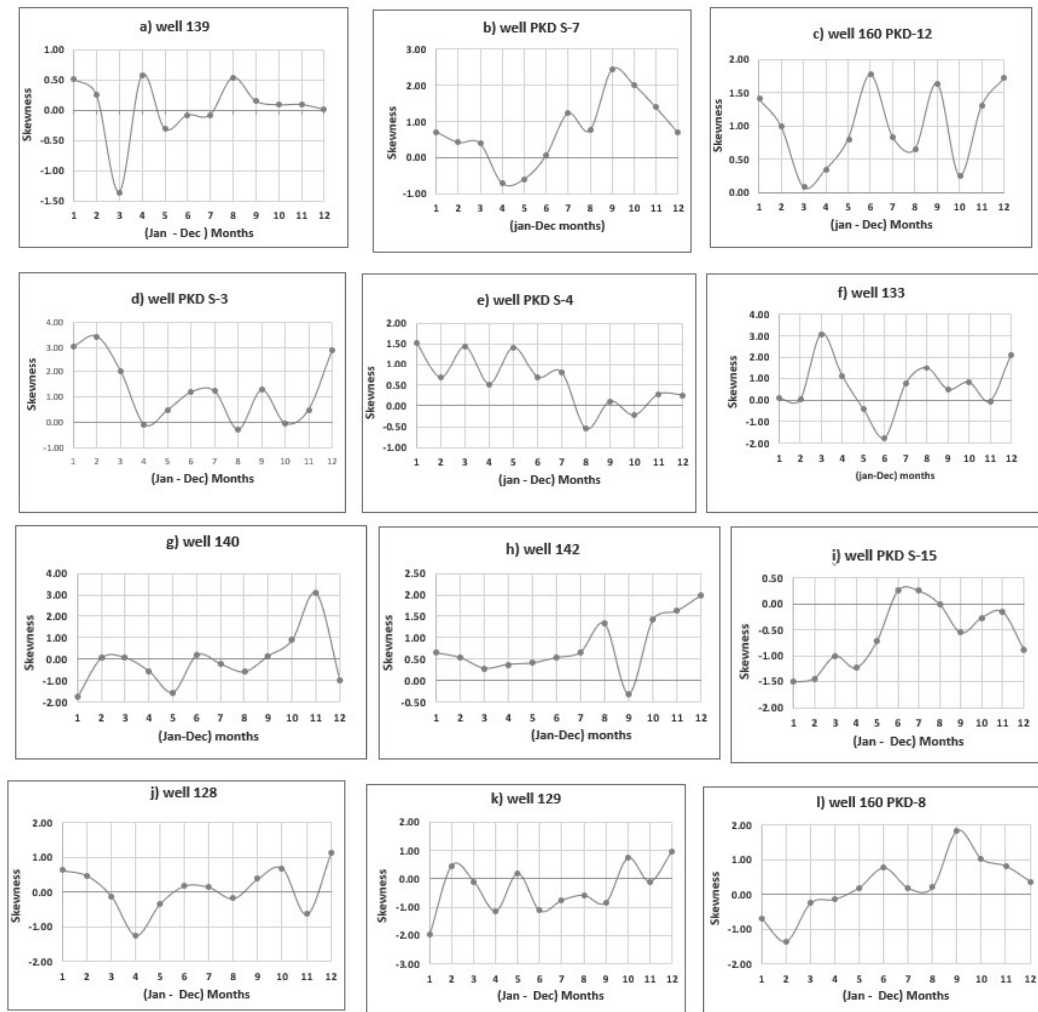 a) well 139
1.00
0.50
0.00
-0.50
-1.00
-1.50
Skewness
1 2 3 4 5 6 7 8 9 10 11 12
(Jan - Dec ) Months
b) well PKD S-7
3.00
2.00
1.00
0.00
-1.00
Skewness
1 2 3 4 5 6 7 8 9 10 11 12
(jan-Dec months)
c) well 160 PKD-12
2.00
1.50
1.00
0.50
0.00
Skewness
1 2 3 4 5 6 7 8 9 10 11 12
(Jan - Dec) Months
d) well PKD S-3
4.00
3.00
2.00
1.00
0.00
-1.00
Skewness
1 2 3 4 5 6 7 8 9 10 11 12
(Jan - Dec) Months
e) well PKD S-4
2.00
1.50
1.00
0.50
0.00
-0.50
-1.00
Skewness
1 2 3 4 5 6 7 8 9 10 11 12
(jan - Dec) Months
f) well 133
4.00
3.00
2.00
1.00
0.00
-1.00
-2.00
Skewness
1 2 3 4 5 6 7 8 9 10 11 12
(jan-Dec) months
g) well 140
4.00
3.00
2.00
1.00
0.00
-1.00
-2.00
Skewness
1 2 3 4 5 6 7 8 9 10 11 12
(Jan-Dec) months
h) well 142
2.50
2.00
1.50
1.00
0.50
0.00
-0.50
Skewness
1 2 3 4 5 6 7 8 9 10 11 12
(Jan-Dec) months
i) well PKD S-15
0.50
0.00
-0.50
-1.00
-1.50
-2.00
Skewness
1 2 3 4 5 6 7 8 9 10 11 12
(Jan - Dec) Months
j) well 128
2.00
1.00
0.00
-1.00
-2.00
Skewness
1 2 3 4 5 6 7 8 9 10 11 12
(Jan - Dec) Months
k) well 129
2.00
1.00
0.00
-1.00
-2.00
-3.00
Skewness
1 2 3 4 5 6 7 8 9 10 11 12
(Jan - Dec) Months
l) well 160 PKD-8
2.00
1.00
0.00
-1.00
-2.00
Skewness
1 2 3 4 5 6 7 8 9 10 11 12
(Jan - Dec) Months